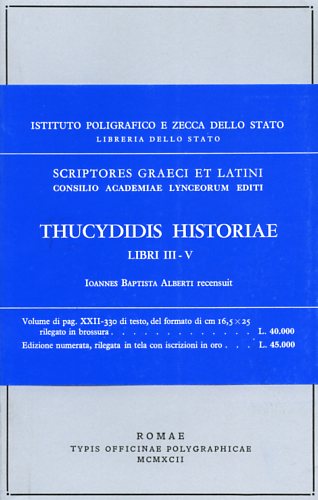 ISTITUTO POLIGRAFICO E ZECCA DELLO STATO
LIBRERIA DELLO STATO
SCRIPTORES GRAECI ET LATINI
CONSILIO ACADEMIAE LYNCEORUM EDITI
THUCYDIDIS HISTORIAE
LIBRI III - V
IOANNES BAPTISTA ALBERTI recensuit
Volume di pag. XXII-330 di testo, del formato di cm 16,5 × 25
rilegato in brossura . . . . . . . . . . . . . L. 40.000
Edizione numerata, rilegata in tela con iscrizioni in oro . . . L. 45.000
ROMAE
TYPIS OFFICINAE POLYGRAPHICAE
MCMXCII